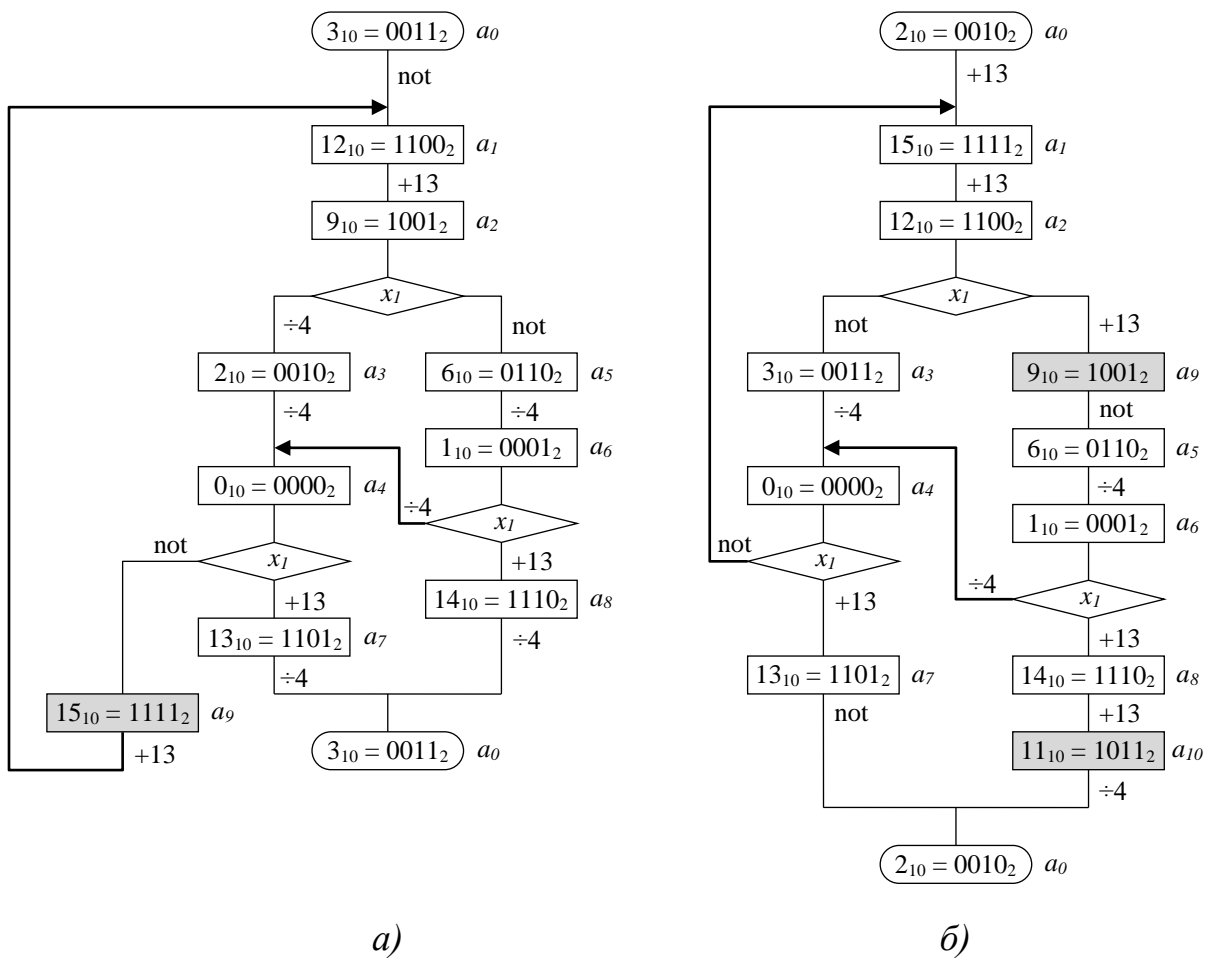 3₁₀ = 0011₂ a₀
not
12₁₀ = 1100₂ a₁
+13
9₁₀ = 1001₂ a₂
x₁
÷4
not
2₁₀ = 0010₂ a₃
6₁₀ = 0110₂ a₅
÷4
÷4
1₁₀ = 0001₂ a₆
0₁₀ = 0000₂ a₄
÷4
x₁
not
x₁
+13
+13
14₁₀ = 1110₂ a₈
13₁₀ = 1101₂ a₇
÷4
÷4
15₁₀ = 1111₂ a₉
+13
3₁₀ = 0011₂ a₀
а)
2₁₀ = 0010₂ a₀
+13
15₁₀ = 1111₂ a₁
+13
12₁₀ = 1100₂ a₂
x₁
not
+13
3₁₀ = 0011₂ a₃
9₁₀ = 1001₂ a₉
÷4
not
6₁₀ = 0110₂ a₅
÷4
0₁₀ = 0000₂ a₄
1₁₀ = 0001₂ a₆
not
x₁
÷4
x₁
+13
+13
13₁₀ = 1101₂ a₇
14₁₀ = 1110₂ a₈
not
+13
11₁₀ = 1011₂ a₁₀
÷4
2₁₀ = 0010₂ a₀
б)